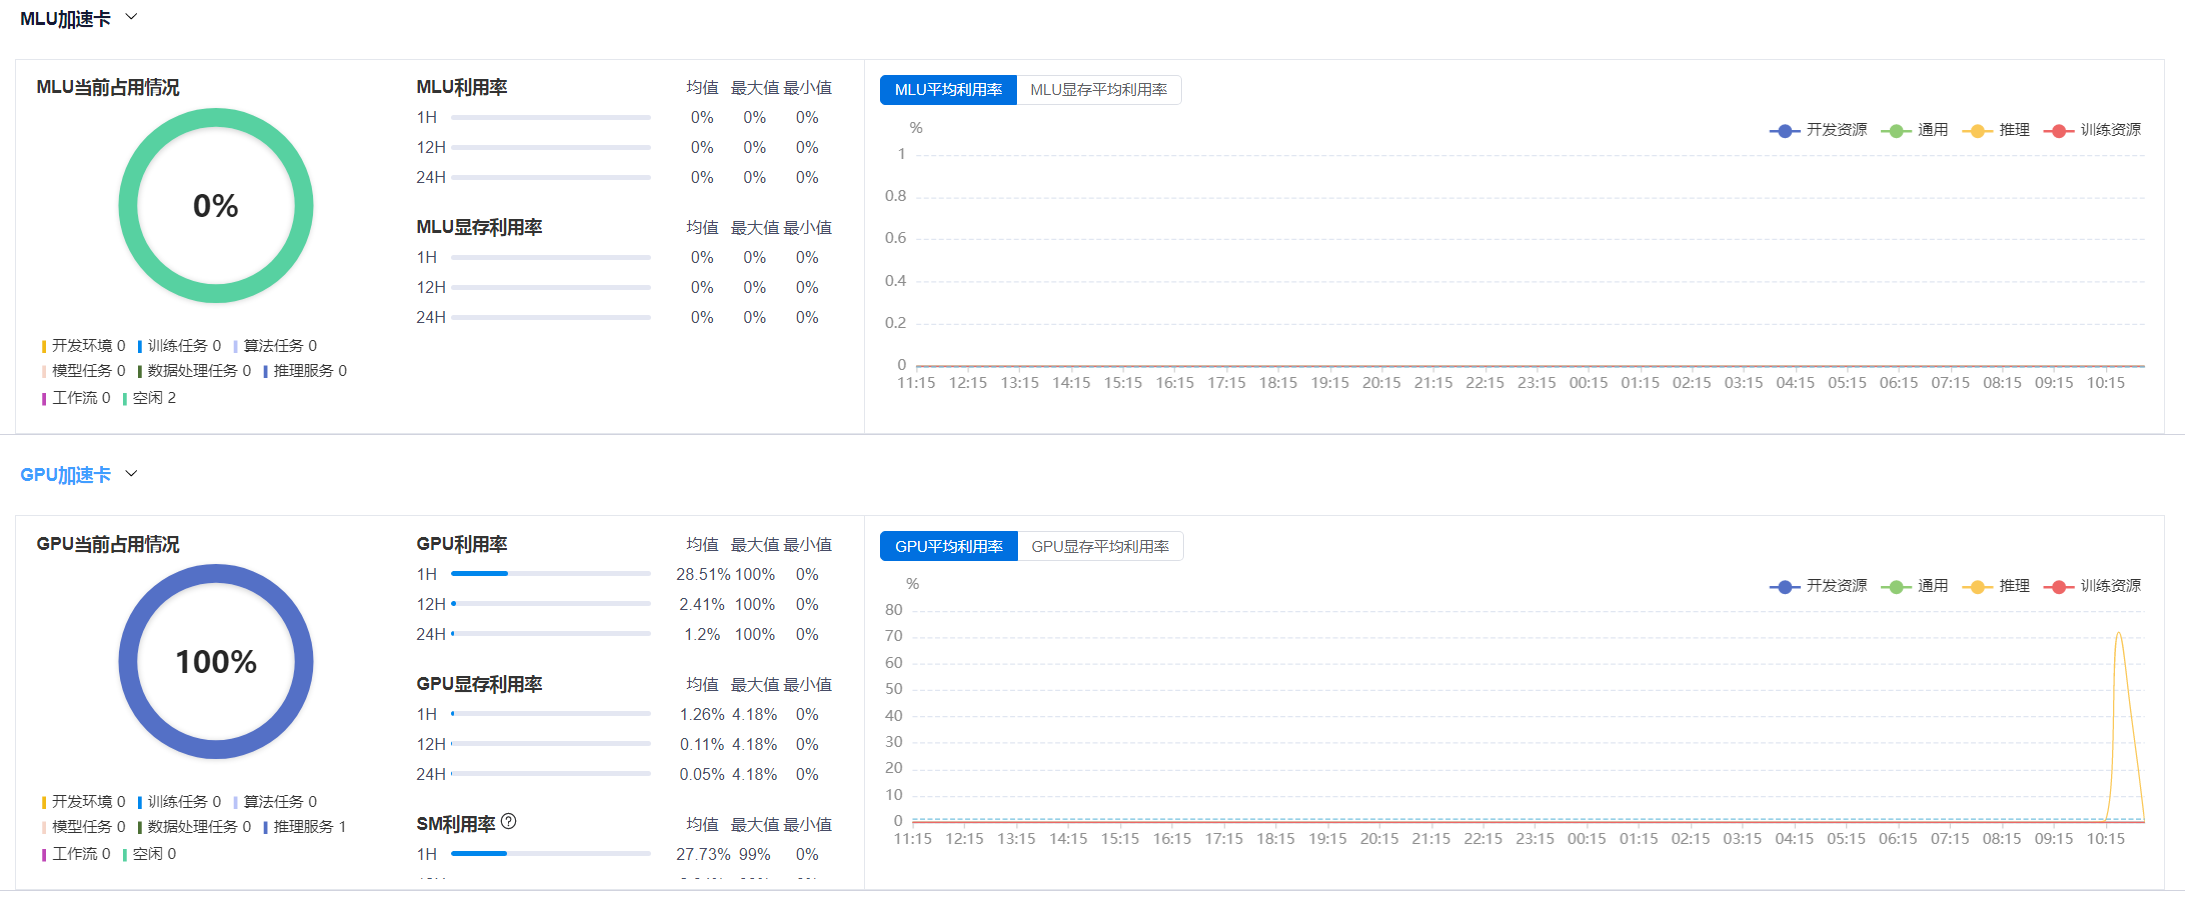 MLU加速卡
MLU当前占用情况
0%
开发环境 0 训练任务 0 算法任务 0
模型任务 0 数据处理任务 0 推理服务 0
工作流 0 空闲 2
MLU利用率 均值 最大值 最小值
1H 0% 0% 0%
12H 0% 0% 0%
24H 0% 0% 0%
MLU显存利用率 均值 最大值 最小值
1H 0% 0% 0%
12H 0% 0% 0%
24H 0% 0% 0%
MLU平均利用率 MLU显存平均利用率
%
开发资源 通用 推理 训练资源
1
0.8
0.6
0.4
0.2
0
11:15 12:15 13:15 14:15 15:15 16:15 17:15 18:15 19:15 20:15 21:15 22:15 23:15 00:15 01:15 02:15 03:15 04:15 05:15 06:15 07:15 08:15 09:15 10:15
GPU加速卡
GPU当前占用情况
100%
开发环境 0 训练任务 0 算法任务 0
模型任务 0 数据处理任务 0 推理服务 1
工作流 0 空闲 0
GPU利用率 均值 最大值 最小值
1H 28.51% 100% 0%
12H 2.41% 100% 0%
24H 1.2% 100% 0%
GPU显存利用率 均值 最大值 最小值
1H 1.26% 4.18% 0%
12H 0.11% 4.18% 0%
24H 0.05% 4.18% 0%
SM利用率 均值 最大值 最小值
1H 27.73% 99% 0%
GPU平均利用率 GPU显存平均利用率
%
开发资源 通用 推理 训练资源
80
70
60
50
40
30
20
10
0
11:15 12:15 13:15 14:15 15:15 16:15 17:15 18:15 19:15 20:15 21:15 22:15 23:15 00:15 01:15 02:15 03:15 04:15 05:15 06:15 07:15 08:15 09:15 10:15